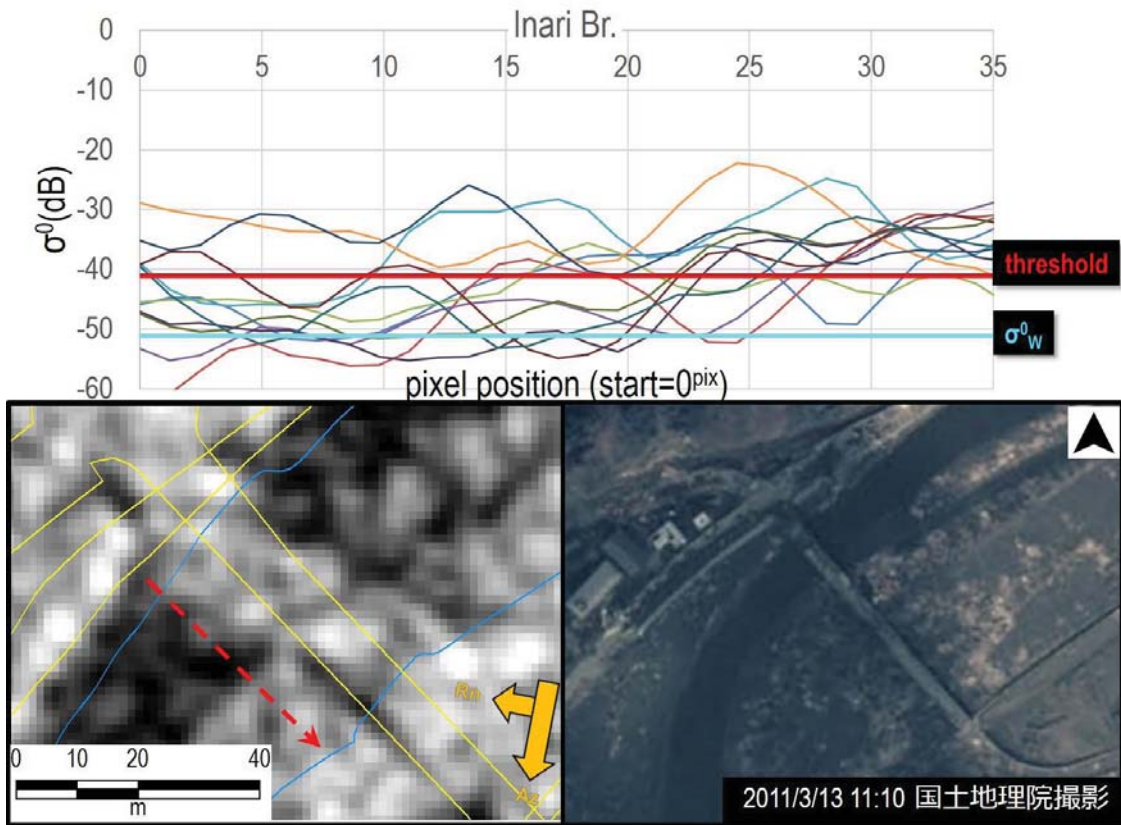 Inari Br.
0
0 5 10 15 20 25 30 35
-10
-20
-30
-40
-50
-60
σ⁰(dB)
threshold
σ⁰W
pixel position (start=0pix)
Rn
Az
0 10 20 40
m
2011/3/13 11:10 国土地理院撮影